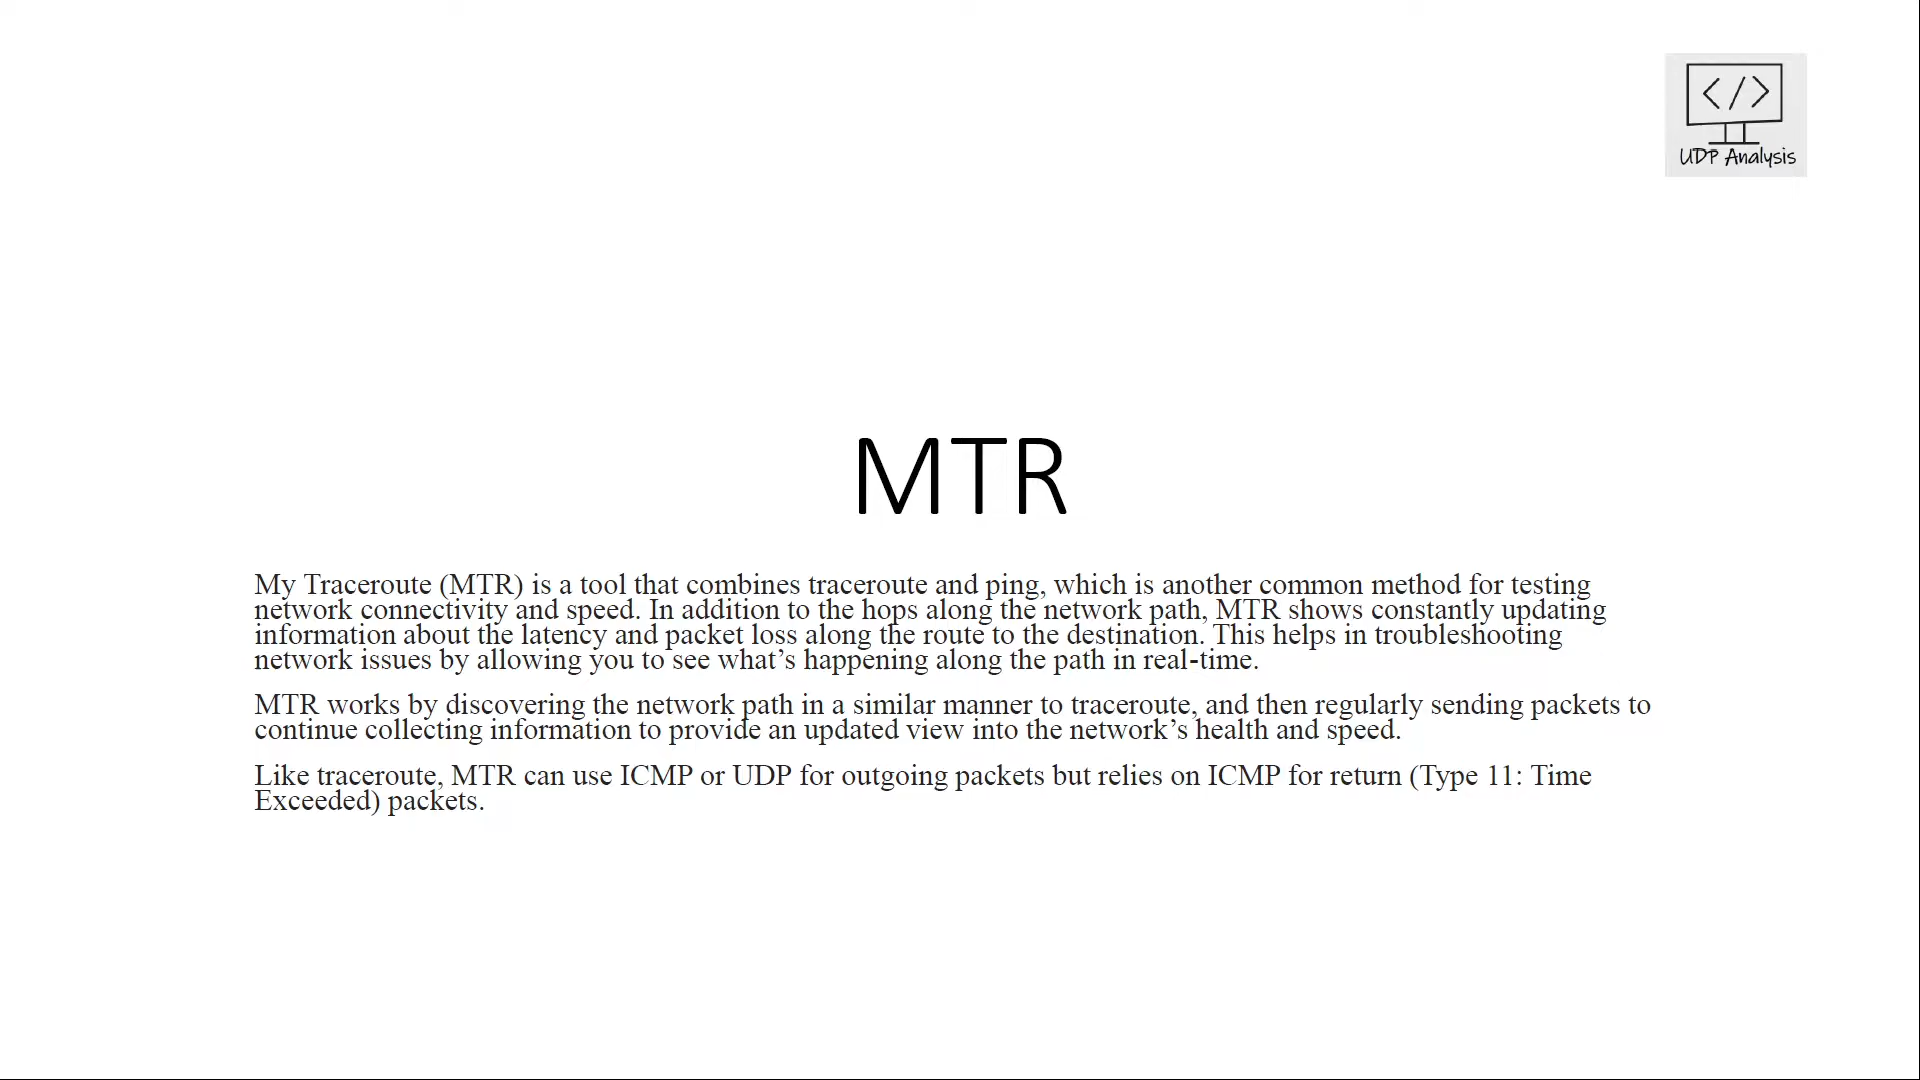 </>
UDP Analysis
MTR
My Traceroute (MTR) is a tool that combines traceroute and ping, which is another common method for testing
network connectivity and speed. In addition to the hops along the network path, MTR shows constantly updating
information about the latency and packet loss along the route to the destination. This helps in troubleshooting
network issues by allowing you to see what’s happening along the path in real-time.
MTR works by discovering the network path in a similar manner to traceroute, and then regularly sending packets to
continue collecting information to provide an updated view into the network’s health and speed.
Like traceroute, MTR can use ICMP or UDP for outgoing packets but relies on ICMP for return (Type 11: Time
Exceeded) packets.